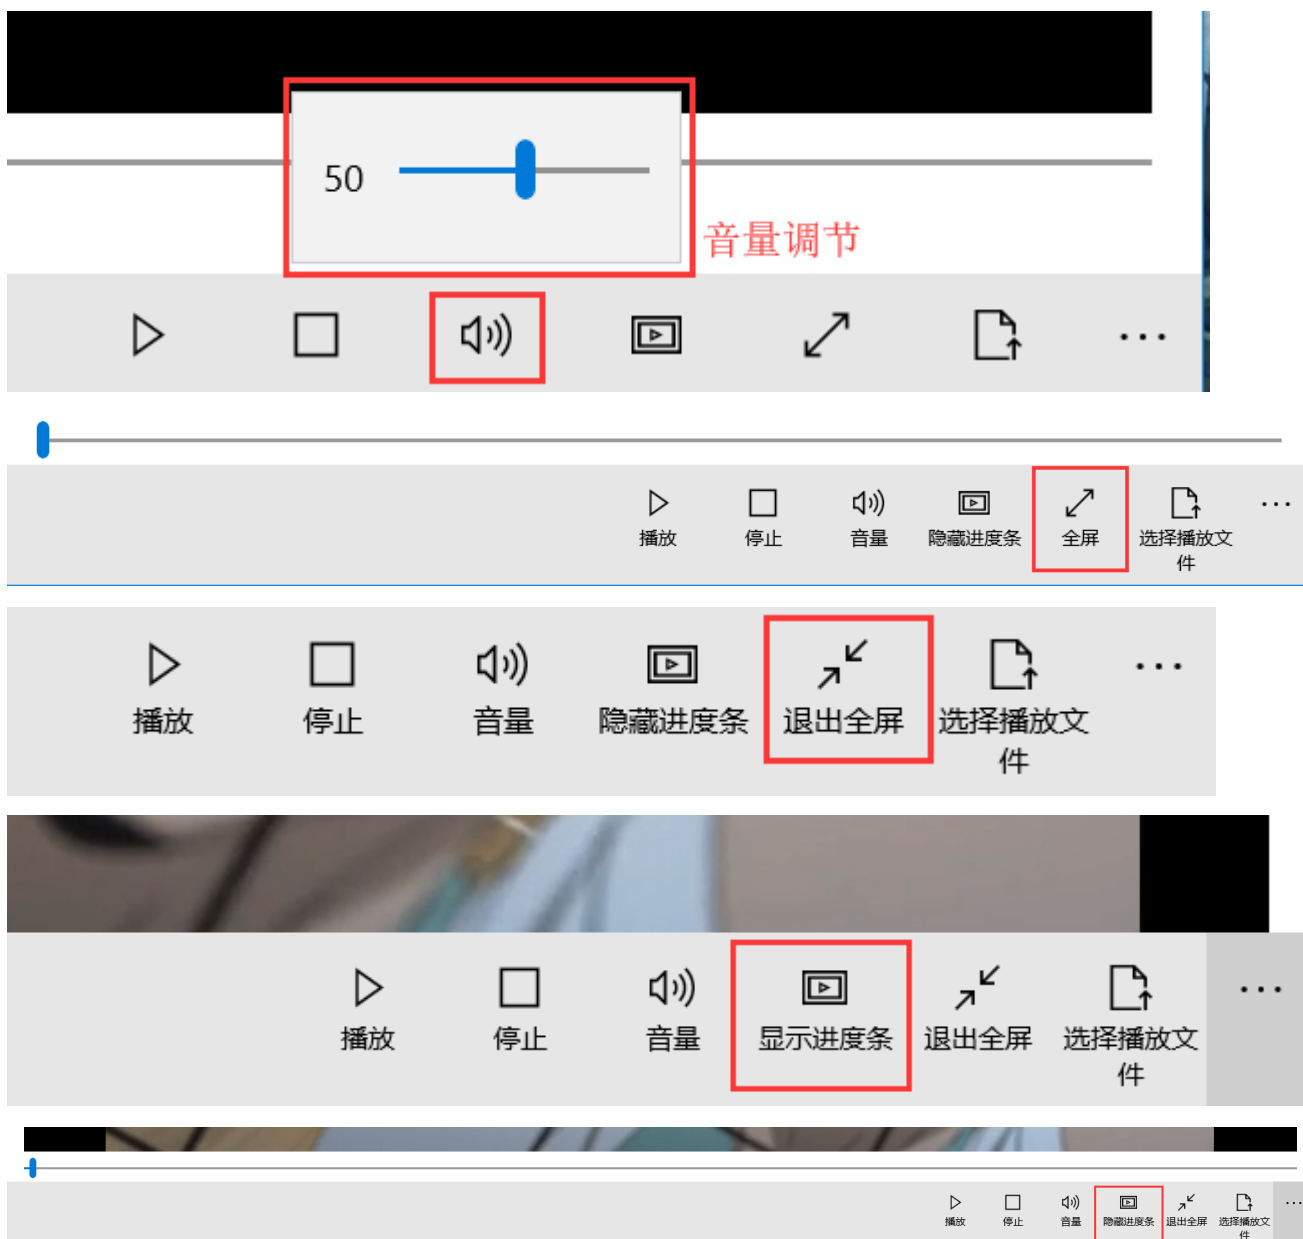 50
音量调节
播放 停止 音量 隐藏进度条 全屏 选择播放文
件
播放 停止 音量 隐藏进度条 退出全屏 选择播放文
件
播放 停止 音量 显示进度条 退出全屏 选择播放文
件
播放 停止 音量 隐藏进度条 退出全屏 选择播放文
件